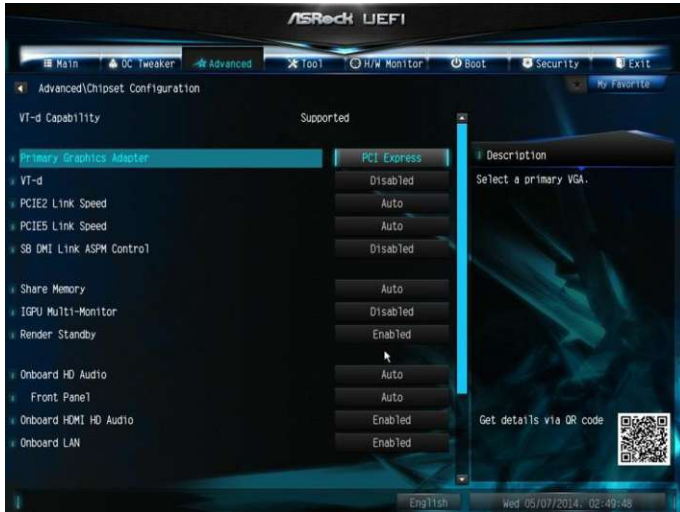 ASRock UEFI
Main OC Tweaker Advanced Tool H/W Monitor Boot Security Exit
Advanced\Chipset Configuration My Favorite
VT-d Capability Supported
Primary Graphics Adapter PCI Express
VT-d Disabled
PCIE2 Link Speed Auto
PCIE5 Link Speed Auto
SB DMI Link ASPM Control Disabled
Share Memory Auto
IGPU Multi-Monitor Disabled
Render Standby Enabled
Onboard HD Audio Auto
Front Panel Auto
Onboard HDMI HD Audio Enabled
Onboard LAN Enabled
Description
Select a primary VGA.
Get details via QR code
English Wed 05/07/2014. 02:49:48